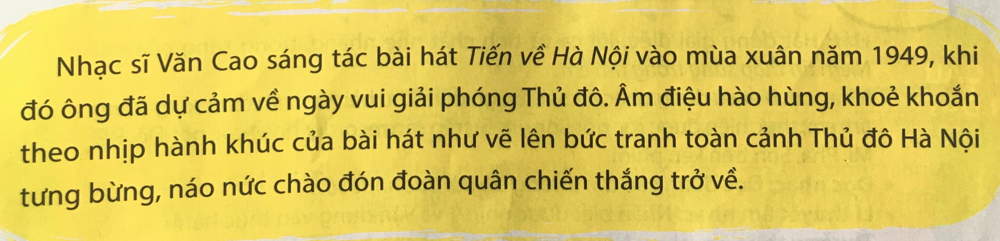 Nhạc sĩ Văn Cao sáng tác bài hát Tiến về Hà Nội vào mùa xuân năm 1949, khi
đó ông đã dự cảm về ngày vui giải phóng Thủ đô. Âm điệu hào hùng, khoẻ khoắn
theo nhịp hành khúc của bài hát như vẽ lên bức tranh toàn cảnh Thủ đô Hà Nội
tưng bừng, náo nức chào đón đoàn quân chiến thắng trở về.